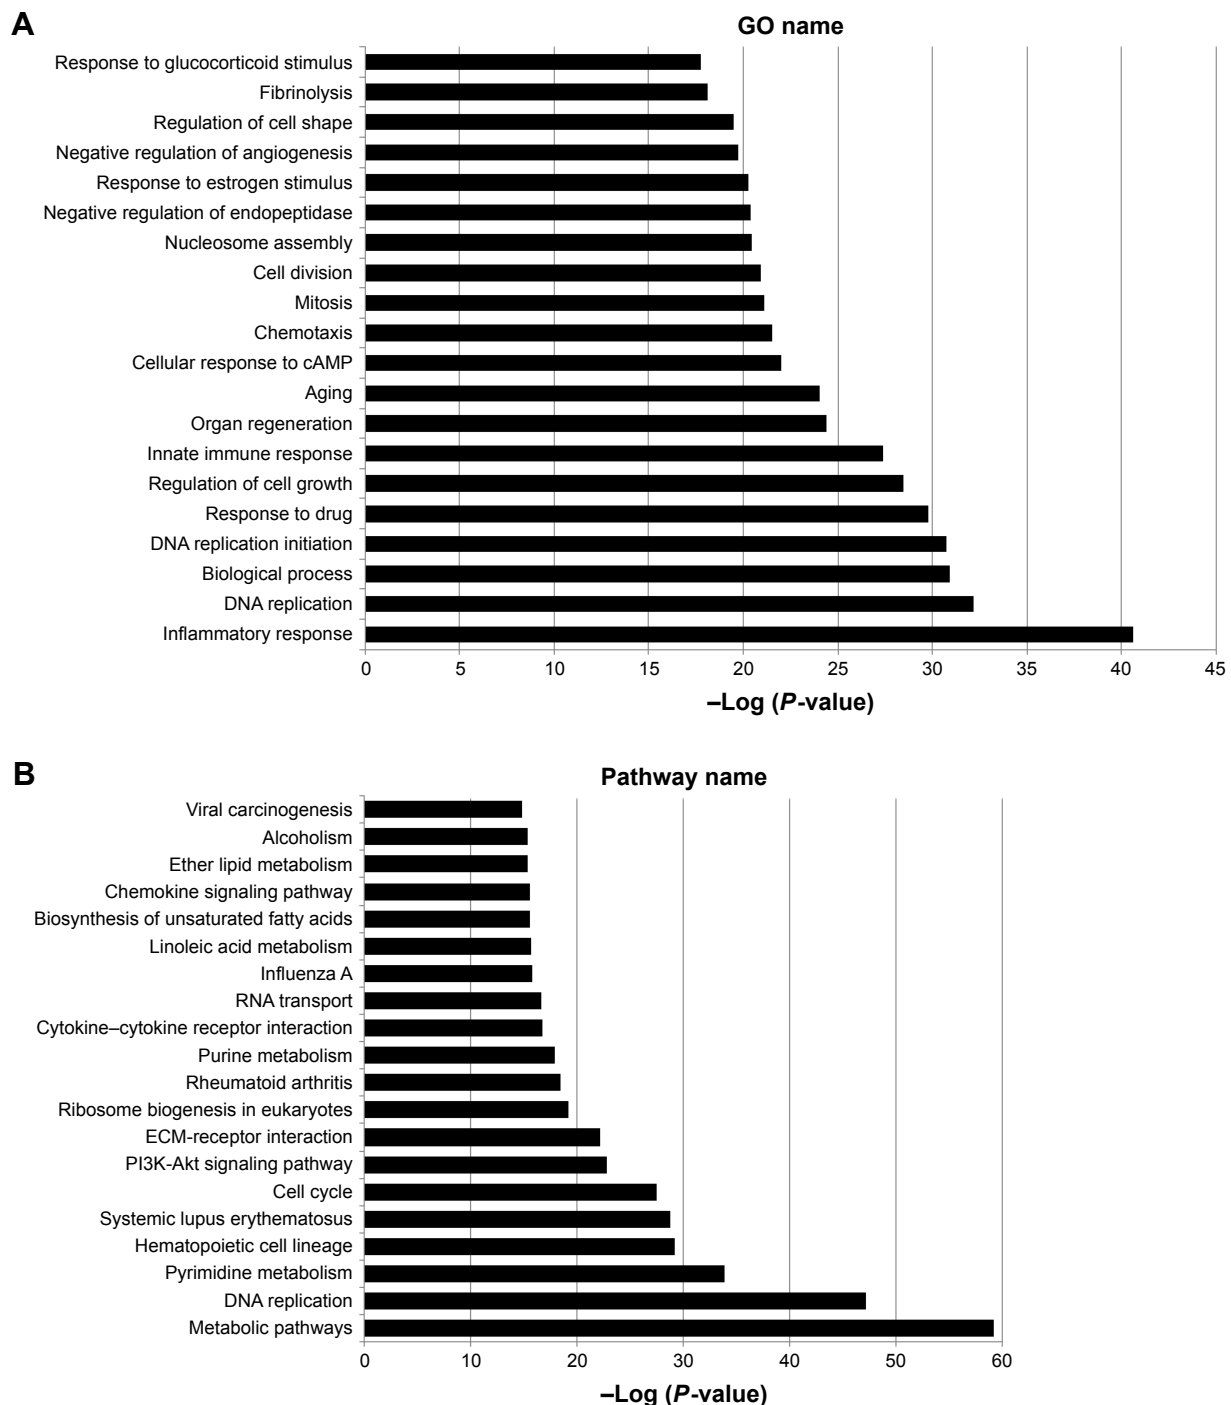 A
GO name
Response to glucocorticoid stimulus
Fibrinolysis
Regulation of cell shape
Negative regulation of angiogenesis
Response to estrogen stimulus
Negative regulation of endopeptidase
Nucleosome assembly
Cell division
Mitosis
Chemotaxis
Cellular response to cAMP
Aging
Organ regeneration
Innate immune response
Regulation of cell growth
Response to drug
DNA replication initiation
Biological process
DNA replication
Inflammatory response
0 5 10 15 20 25 30 35 40 45
–Log (P-value)
B
Pathway name
Viral carcinogenesis
Alcoholism
Ether lipid metabolism
Chemokine signaling pathway
Biosynthesis of unsaturated fatty acids
Linoleic acid metabolism
Influenza A
RNA transport
Cytokine–cytokine receptor interaction
Purine metabolism
Rheumatoid arthritis
Ribosome biogenesis in eukaryotes
ECM-receptor interaction
PI3K-Akt signaling pathway
Cell cycle
Systemic lupus erythematosus
Hematopoietic cell lineage
Pyrimidine metabolism
DNA replication
Metabolic pathways
0 10 20 30 40 50 60
–Log (P-value)